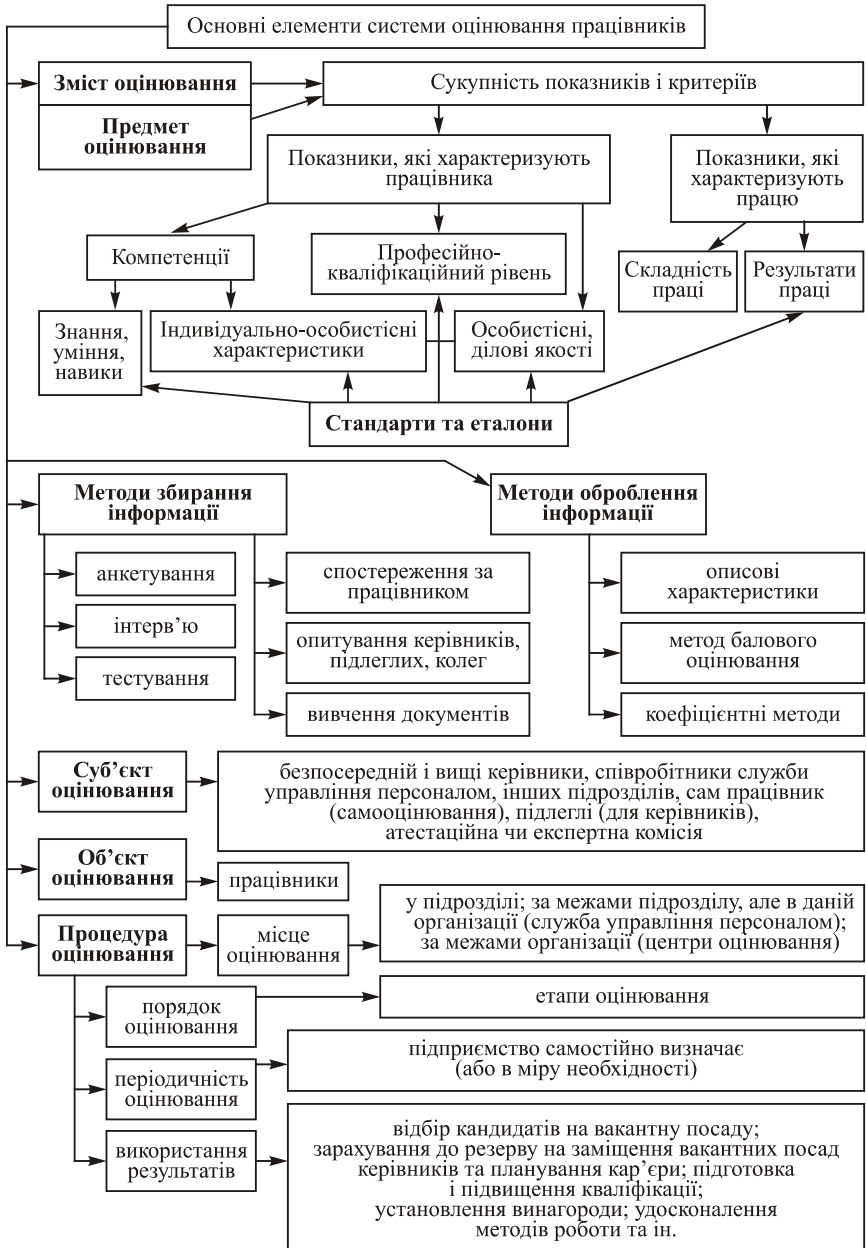 Основні елементи системи оцінювання працівників
Зміст оцінювання
Сукупність показників і критеріїв
Предмет
оцінювання
Показники, які характеризують
працівника
Показники, які
характеризують
працю
Компетенції
Професійно-
кваліфікаційний рівень
Складність
праці
Результати
праці
Знання,
уміння,
навики
Індивідуально-особистісні
характеристики
Особистісні,
ділові якості
Стандарти та еталони
Методи збирання
інформації
Методи оброблення
інформації
анкетування
інтерв’ю
тестування
спостереження за
працівником
опитування керівників,
підлеглих, колег
вивчення документів
описові
характеристики
метод балового
оцінювання
коефіцієнтні методи
Суб’єкт
оцінювання
безпосередній і вищі керівники, співробітники служби
управління персоналом, інших підрозділів, сам працівник
(самооцінювання), підлеглі (для керівників),
атестаційна чи експертна комісія
Об’єкт
оцінювання
працівники
Процедура
оцінювання
місце
оцінювання
у підрозділі; за межами підрозділу, але в даній
організації (служба управління персоналом);
за межами організації (центри оцінювання)
порядок
оцінювання
етапи оцінювання
періодичність
оцінювання
підприємство самостійно визначає
(або в міру необхідності)
використання
результатів
відбір кандидатів на вакантну посаду;
зарахування до резерву на заміщення вакантних посад
керівників та планування кар’єри; підготовка
і підвищення кваліфікації;
установлення винагороди; удосконалення
методів роботи та ін.